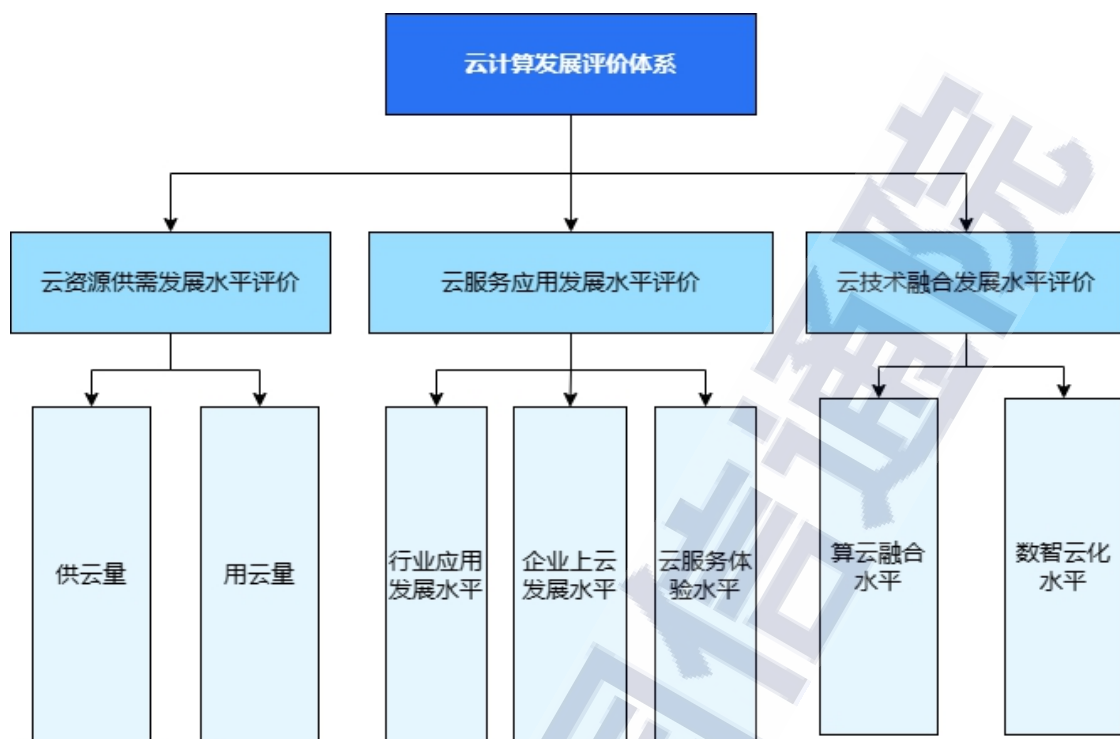 云计算发展评价体系
云资源供需发展水平评价
云服务应用发展水平评价
云技术融合发展水平评价
供云量
用云量
行业应用
发展水平
企业上云
发展水平
云服务体
验水平
算云融合
水平
数智云化
水平
信通院